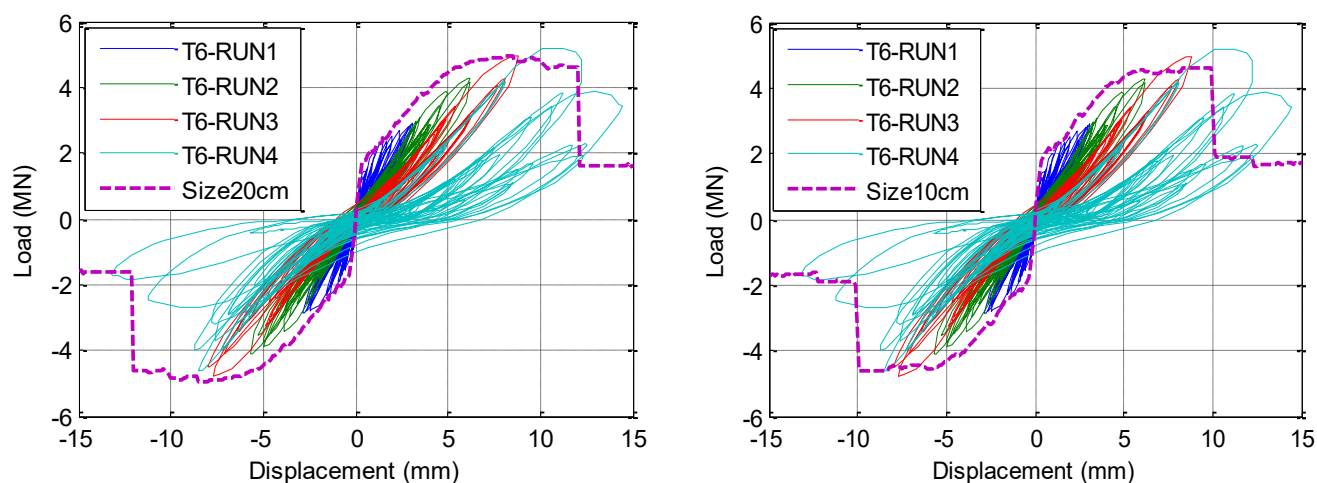 6
4
2
0
-2
-4
-6
Load (MN)
T6-RUN1
T6-RUN2
T6-RUN3
T6-RUN4
Size20cm
-15 -10 -5 0 5 10 15
Displacement (mm)
6
4
2
0
-2
-4
-6
Load (MN)
T6-RUN1
T6-RUN2
T6-RUN3
T6-RUN4
Size10cm
-15 -10 -5 0 5 10 15
Displacement (mm)